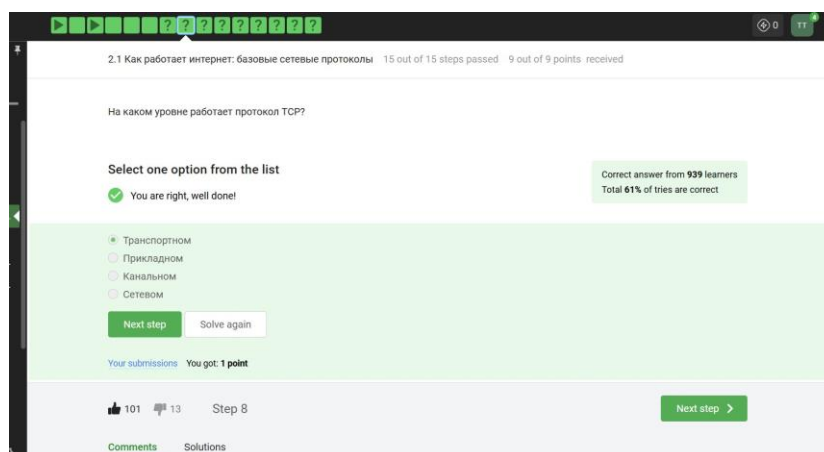 ? ? ? ? ? ? ? ? ?
0 TT 4
2.1 Как работает интернет: базовые сетевые протоколы 15 out of 15 steps passed 9 out of 9 points received
На каком уровне работает протокол TCP?
Select one option from the list
You are right, well done!
Correct answer from 939 learners
Total 61% of tries are correct
Транспортном
Прикладном
Канальном
Сетевом
Next step Solve again
Your submissions You got: 1 point
101 13 Step 8 Next step
Comments Solutions